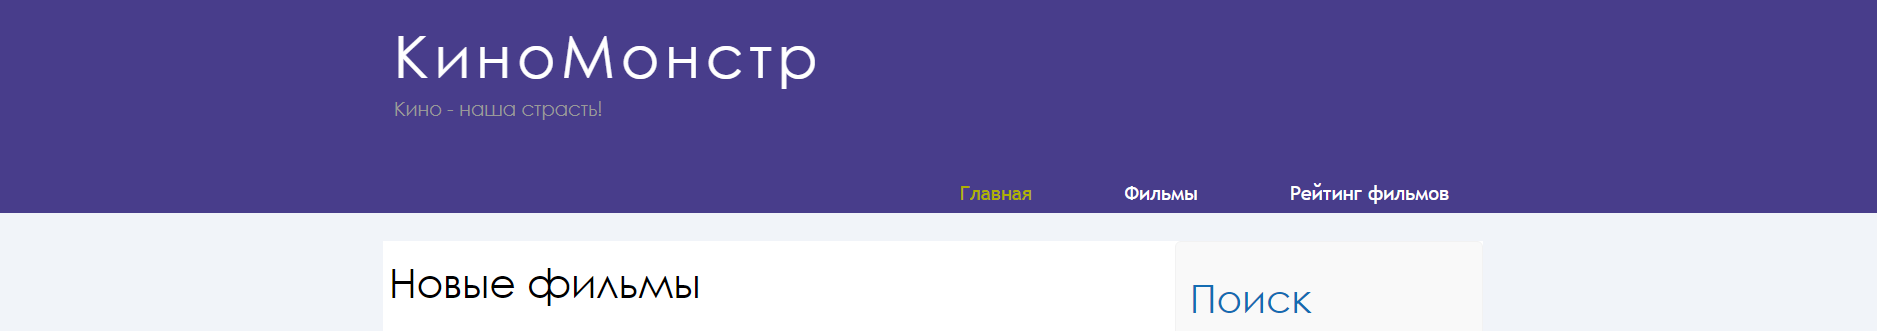 КиноМонстр
Кино - наша страсть!
Главная Фильмы Рейтинг фильмов
Новые фильмы
Поиск